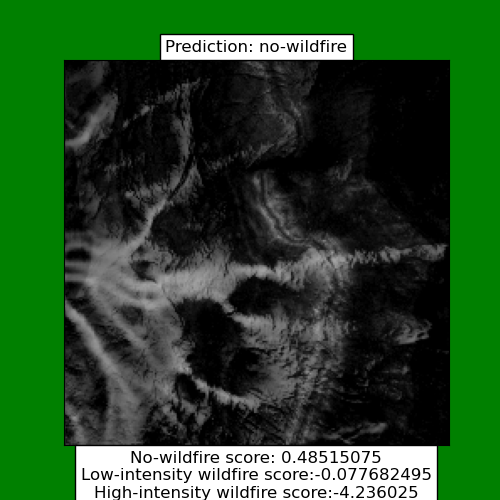 Prediction: no-wildfire
No-wildfire score: 0.48515075
Low-intensity wildfire score:-0.077682495
High-intensity wildfire score:-4.236025